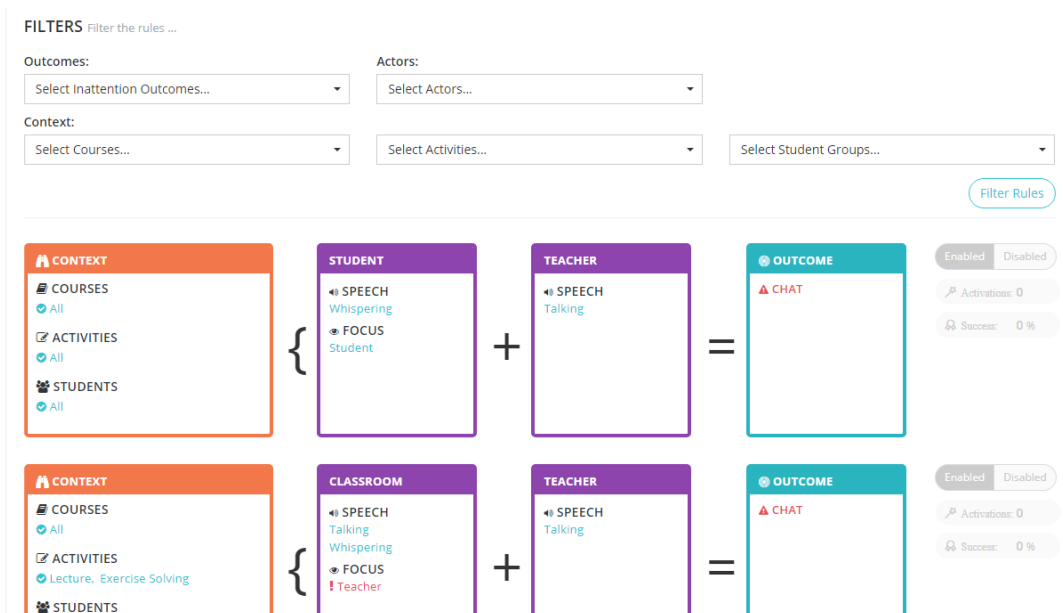 FILTERS Filter the rules ...
Outcomes:
Actors:
Select Inattention Outcomes...
Select Actors...
Context:
Select Courses...
Select Activities...
Select Student Groups...
Filter Rules
CONTEXT
COURSES
All
ACTIVITIES
All
STUDENTS
All
{
STUDENT
SPEECH
Whispering
FOCUS
Student
+
TEACHER
SPEECH
Talking
=
OUTCOME
CHAT
Enabled Disabled
Activations: 0
Success: 0 %
CONTEXT
COURSES
All
ACTIVITIES
Lecture, Exercise Solving
STUDENTS
{
CLASSROOM
SPEECH
Talking
Whispering
FOCUS
! Teacher
+
TEACHER
SPEECH
Talking
=
OUTCOME
CHAT
Enabled Disabled
Activations: 0
Success: 0 %